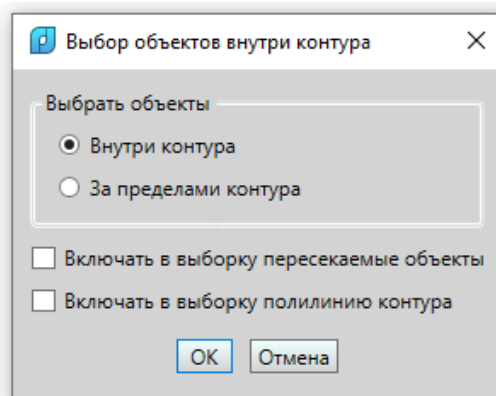 Выбор объектов внутри контура
Выбрать объекты
Внутри контура
За пределами контура
Включать в выборку пересекаемые объекты
Включать в выборку полилинию контура
ОК Отмена